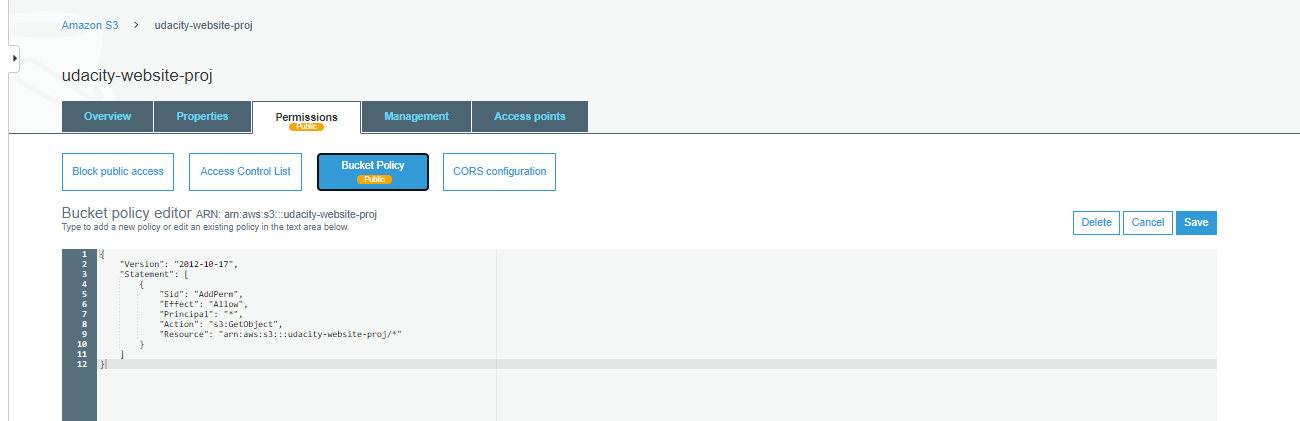 Amazon S3 > udacity-website-proj
udacity-website-proj
Overview Properties Permissions Management Access points
Public
Block public access Access Control List Bucket Policy CORS configuration
Public
Bucket policy editor ARN: arn:aws:s3:::udacity-website-proj
Type to add a new policy or edit an existing policy in the text area below.
Delete Cancel Save
1 {
2 "Version": "2012-10-17",
3 "Statement": [
4 {
5 "Sid": "AddPerm",
6 "Effect": "Allow",
7 "Principal": "*",
8 "Action": "s3:GetObject",
9 "Resource": "arn:aws:s3:::udacity-website-proj/*"
10 }
11 ]
12 }